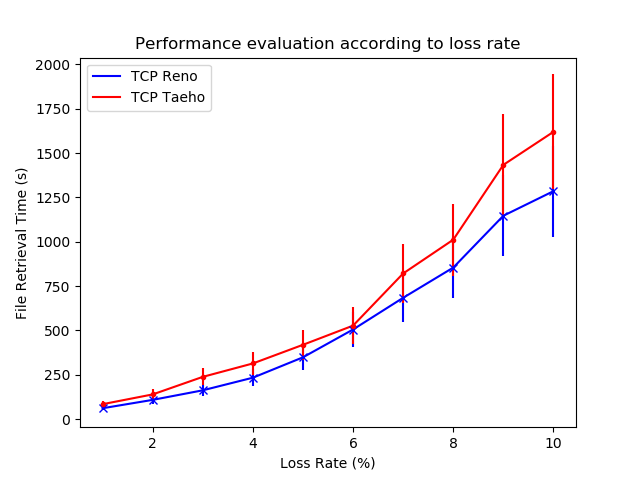 Performance evaluation according to loss rate
TCP Reno
TCP Taeho
File Retrieval Time (s)
2000
1750
1500
1250
1000
750
500
250
0
2 4 6 8 10
Loss Rate (%)